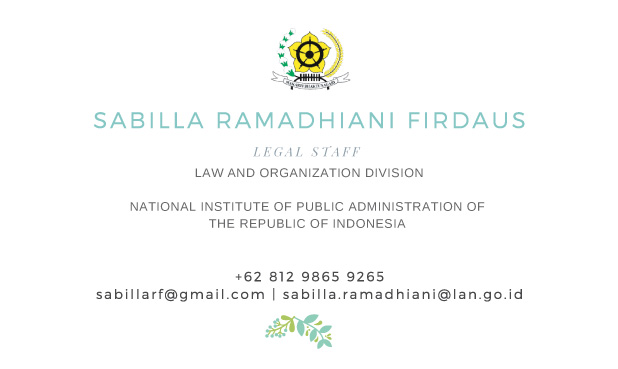 SABILLA RAMADHIANI FIRDAUS
LEGAL STAFF
LAW AND ORGANIZATION DIVISION
NATIONAL INSTITUTE OF PUBLIC ADMINISTRATION OF
THE REPUBLIC OF INDONESIA
+62 812 9865 9265
sabillarf@gmail.com | sabilla.ramadhiani@lan.go.id